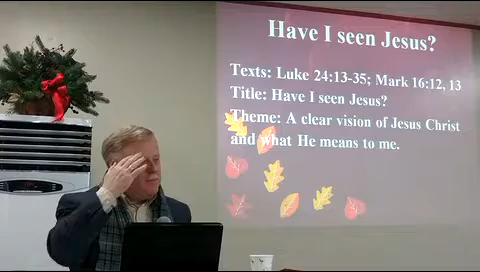 Have I seen Jesus?
Texts: Luke 24:13-35; Mark 16:12, 13
Title: Have I seen Jesus?
Theme: A clear vision of Jesus Christ
and what He means to me.